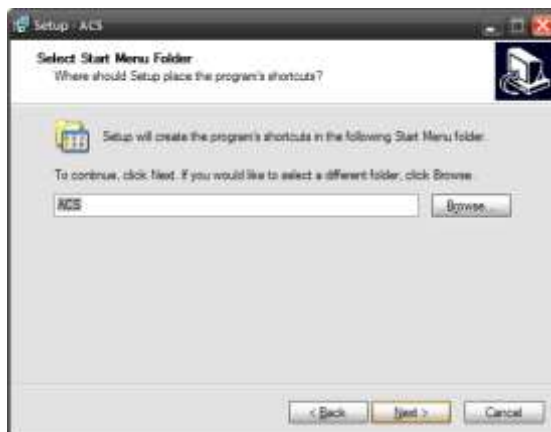 Setup - ACS
Select Start Menu Folder
Where should Setup place the program's shortcuts?
Setup will create the program's shortcuts in the following Start Menu folder.
To continue, click Next. If you would like to select a different folder, click Browse.
ACS
Browse...
< Back
Next >
Cancel